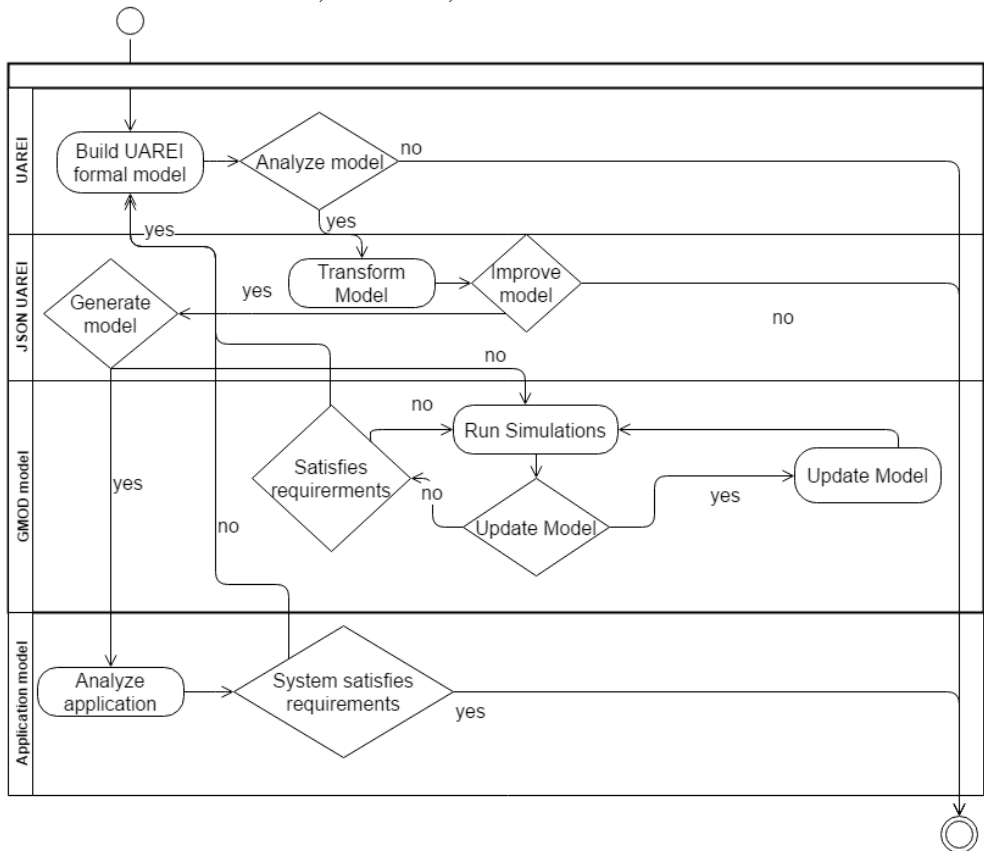 UAREI
Build UAREI
formal model
Analyze model
no
yes
yes
JSON UAREI
Transform
Model
Improve
model
yes
Generate
model
no
no
GMOD model
no
Run Simulations
Satisfies
requirerments
Update Model
yes
no
Update Model
yes
no
Application model
Analyze
application
System satisfies
requirements
yes